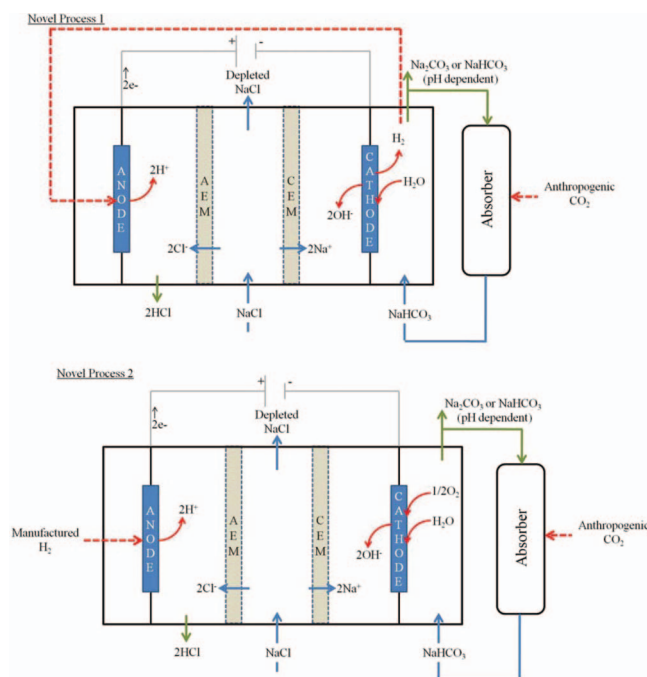 Novel Process 1
+
-
Na₂CO₃ or NaHCO₃
(pH dependent)
2e-
Depleted
NaCl
H₂
2H⁺
ANODE
AEM
CEM
CATHODE
H₂O
Absorber
Anthropogenic
CO₂
2OH-
2Cl-
2Na⁺
2HCl
NaCl
NaHCO₃
Novel Process 2
+
-
Na₂CO₃ or NaHCO₃
(pH dependent)
2e-
Depleted
NaCl
1/2O₂
2H⁺
Manufactured
H₂
ANODE
AEM
CEM
CATHODE
H₂O
Absorber
Anthropogenic
CO₂
2OH-
2Cl-
2Na⁺
2HCl
NaCl
NaHCO₃